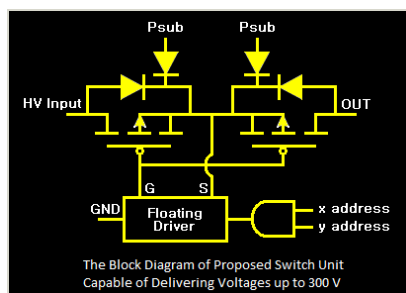 Psub
Psub
HV Input
OUT
G
S
GND
Floating
Driver
x address
y address
The Block Diagram of Proposed Switch Unit
Capable of Delivering Voltages up to 300 V